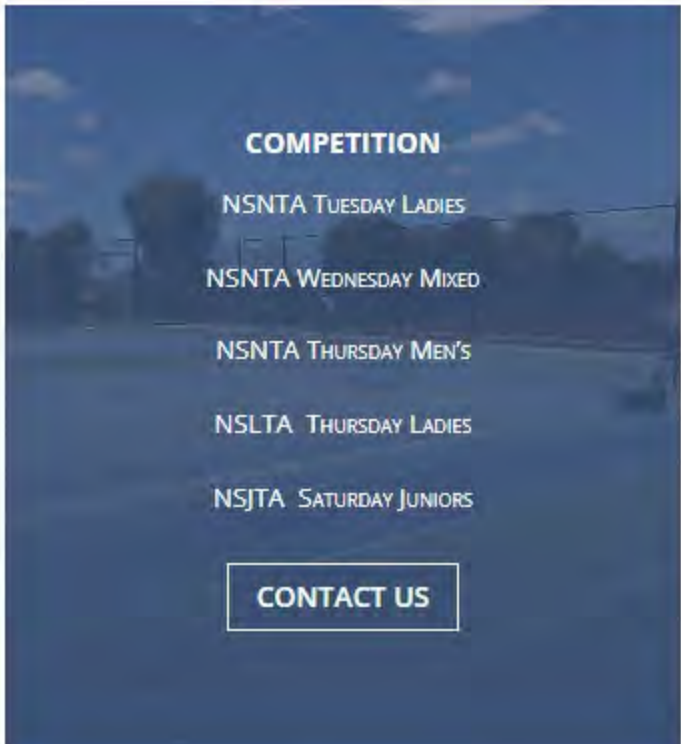 COMPETITION
NSNTA Tuesday Ladies
NSNTA Wednesday Mixed
NSNTA Thursday Men's
NSLTA Thursday Ladies
NSJTA Saturday Juniors
CONTACT US